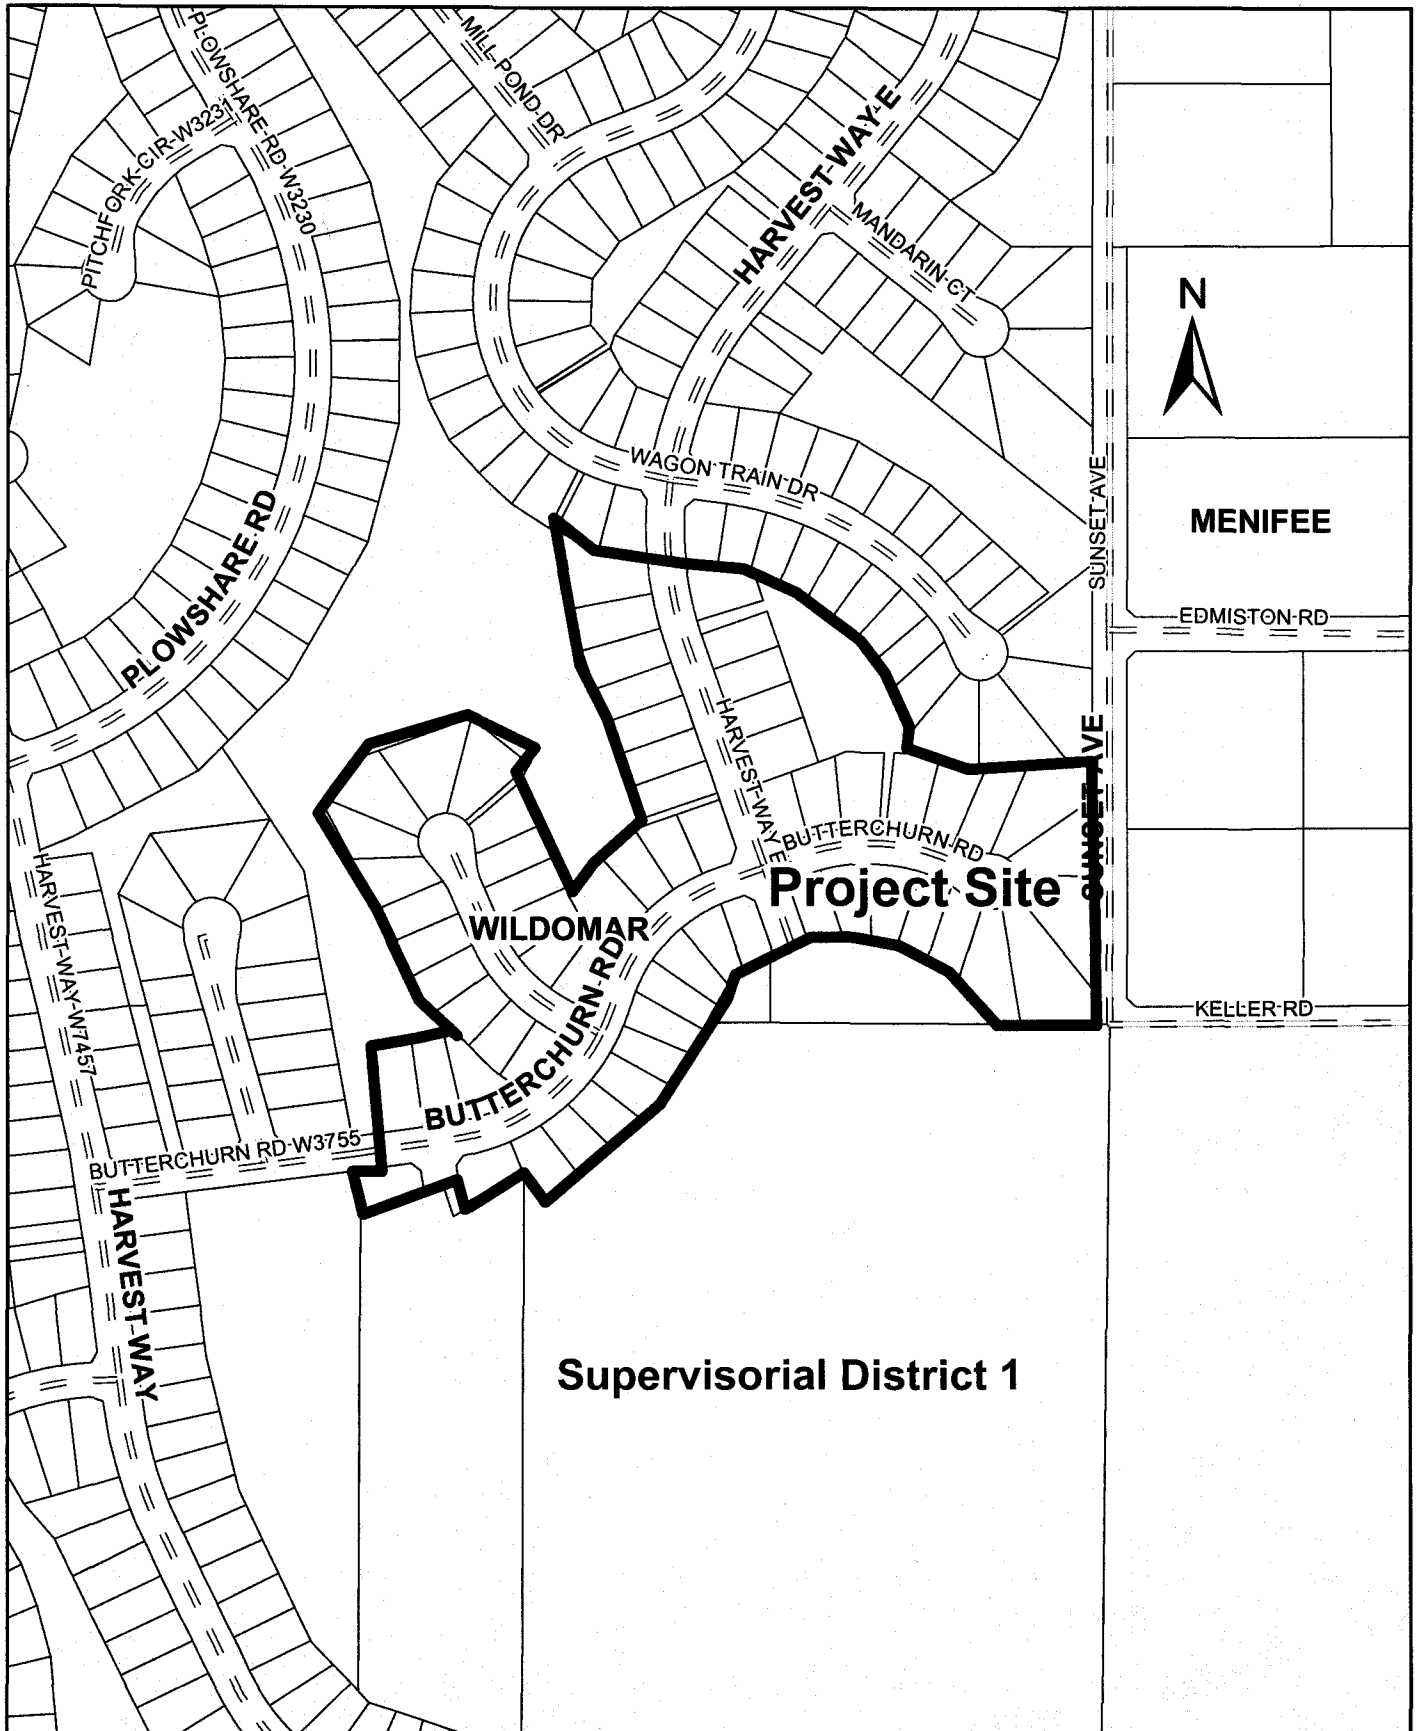 PLOWSHARE-RD-W3230
MILL-POND-DR
PITCHFORK-CIR-W3231
HARVEST-WAY-E
MANDARIN-CT
N
WAGON TRAIN-DR
SUNSET AVE
MENIFEE
PLOWSHARE-RD
EDMISTON-RD
HARVEST-WAY-E
SUNSET AVE
BUTTERCHURN-RD
Project Site
HARVEST-WAY-W7457
WILDOMAR
KELLER-RD
BUTTERCHURN-RD
BUTTERCHURN RD-W3755
HARVEST-WAY
Supervisorial District 1